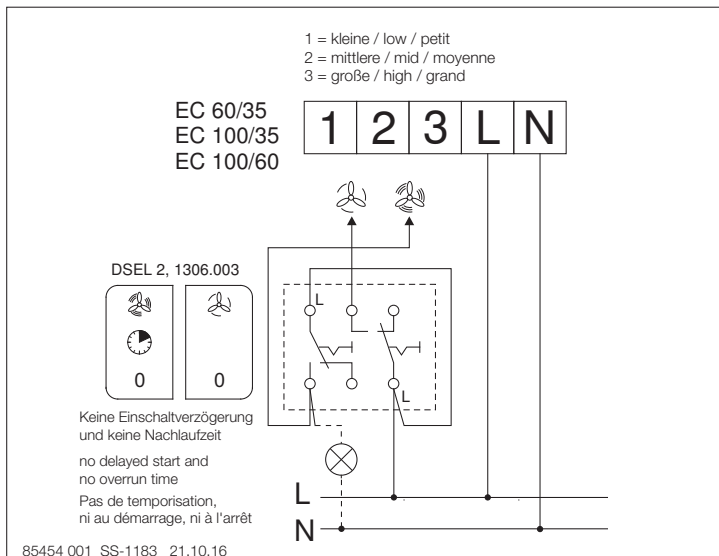 1 = kleine / low / petit
2 = mittlere / mid / moyenne
3 = große / high / grand
EC 60/35
EC 100/35
EC 100/60
1 2 3 L N
DSEL 2, 1306.003
L
0 0
L
Keine Einschaltverzögerung
und keine Nachlaufzeit
no delayed start and
no overrun time
Pas de temporisation,
ni au démarrage, ni à l'arrêt
L
N
85454 001 SS-1183 21.10.16